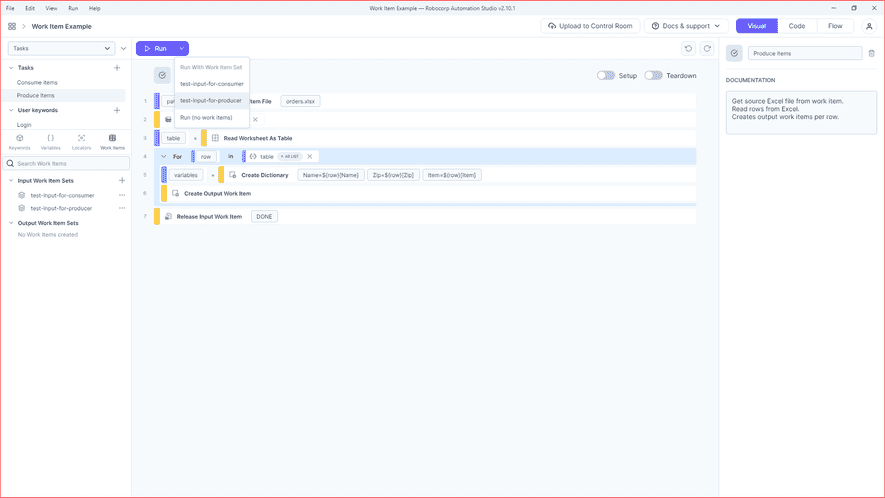 File Edit View Run Help
Work Item Example — Robocorp Automation Studio v2.10.1
Work Item Example
Upload to Control Room
Docs & support
Visual
Code
Flow
Tasks
Run
Produce Items
Tasks
Consume Items
Produce Items
User keywords
Login
Keywords
Variables
Locators
Work Items
Search Work Items
Input Work Item Sets
test-input-for-consumer
test-input-for-producer
Output Work Item Sets
No Work Items created
Run With Work Item Set
test-input-for-consumer
test-input-for-producer
Run (no work items)
Setup
Teardown
1 tem File orders.xlsx
2
3 table = Read Worksheet As Table
4 For row in table
5 variables = Create Dictionary Name=${row}[Name] Zip=${row}[Zip] Item=${row}[Item]
6 Create Output Work Item
7 Release Input Work Item DONE
DOCUMENTATION
Get source Excel file from work item.
Read rows from Excel.
Creates output work items per row.